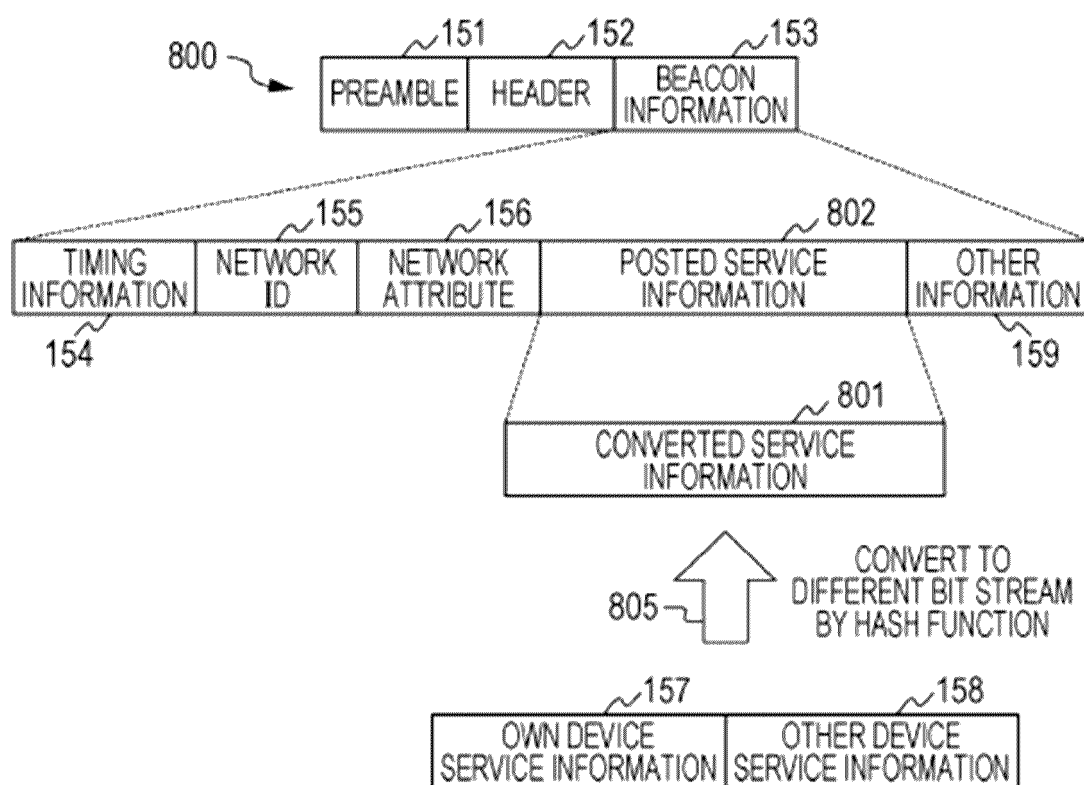 800
151
152
153
PREAMBLE
HEADER
BEACON
INFORMATION
155
156
802
TIMING
INFORMATION
NETWORK
ID
NETWORK
ATTRIBUTE
POSTED SERVICE
INFORMATION
OTHER
INFORMATION
154
159
801
CONVERTED SERVICE
INFORMATION
805
CONVERT TO
DIFFERENT BIT STREAM
BY HASH FUNCTION
157
158
OWN DEVICE
SERVICE INFORMATION
OTHER DEVICE
SERVICE INFORMATION